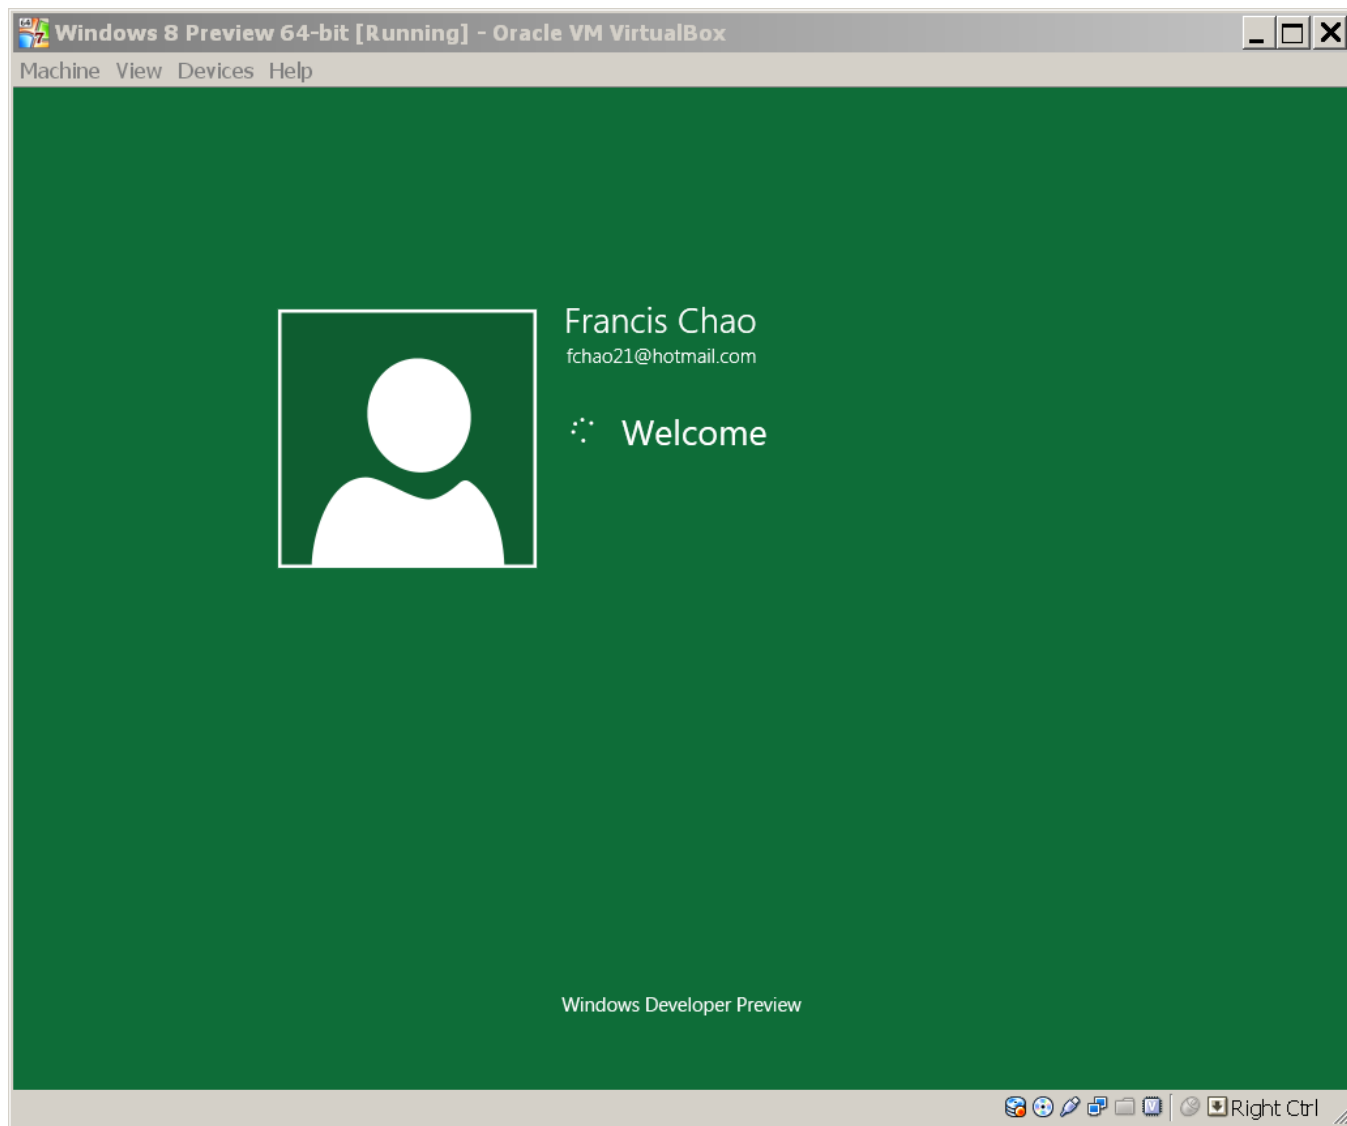 Windows 8 Preview 64-bit [Running] - Oracle VM VirtualBox
Machine View Devices Help
Francis Chao
fchao21@hotmail.com
Welcome
Windows Developer Preview
Right Ctrl